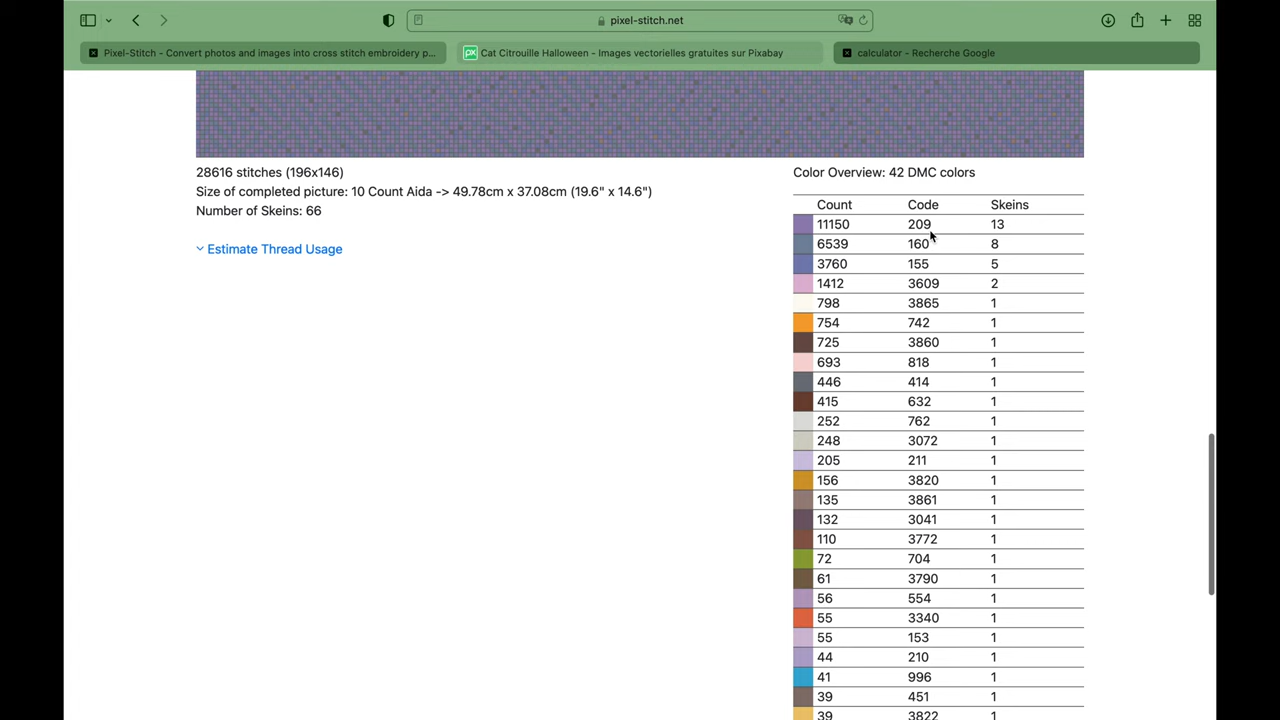 pixel-stitch.net
Pixel-Stitch - Convert photos and images into cross stitch embroidery p...
Cat Citrouille Halloween - Images vectorielles gratuites sur Pixabay
calculator - Recherche Google
28616 stitches (196x146)
Size of completed picture: 10 Count Aida -> 49.78cm x 37.08cm (19.6" x 14.6")
Number of Skeins: 66
Estimate Thread Usage
Color Overview: 42 DMC colors
Count Code Skeins
11150 209 13
6539 160 8
3760 155 5
1412 3609 2
798 3865 1
754 742 1
725 3860 1
693 818 1
446 414 1
415 632 1
252 762 1
248 3072 1
205 211 1
156 3820 1
135 3861 1
132 3041 1
110 3772 1
72 704 1
61 3790 1
56 554 1
55 3340 1
55 153 1
44 210 1
41 996 1
39 451 1
39 3822 1